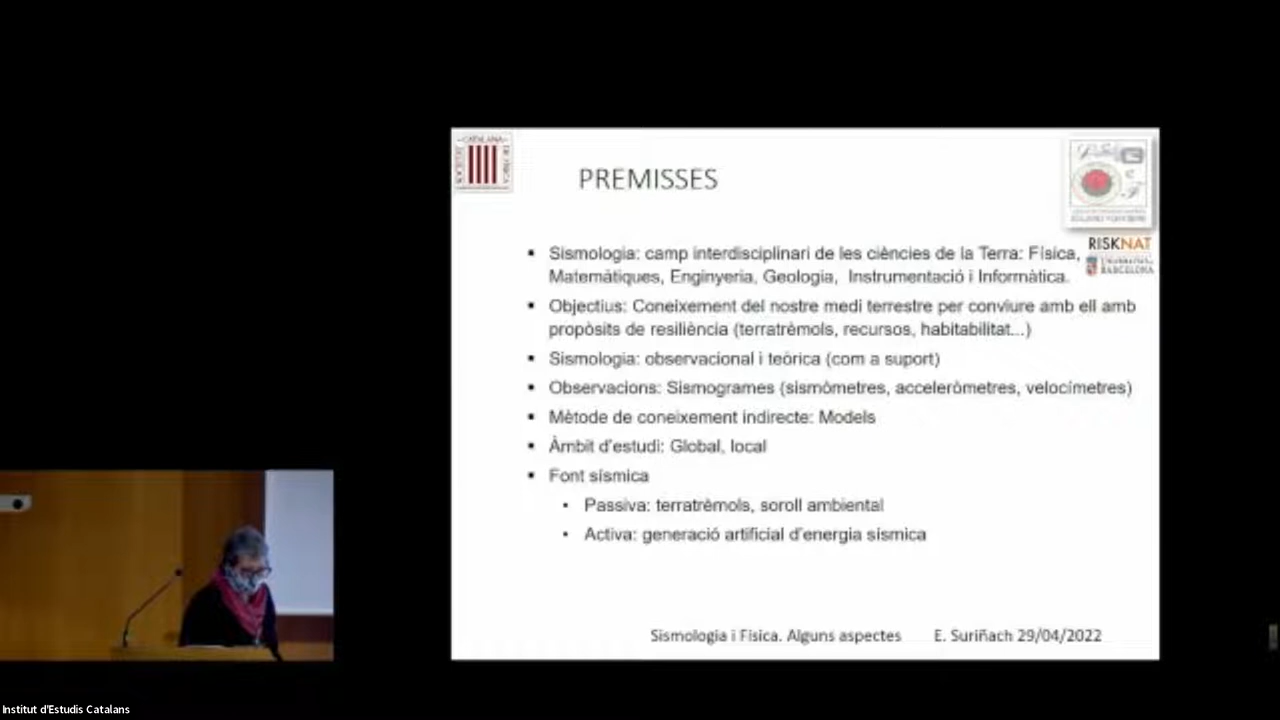 PREMISSES
RISKNAT
BARCELONA
Sismologia: camp interdisciplinari de les ciències de la Terra: Física,
Matemàtiques, Enginyeria, Geologia, Instrumentació i Informàtica.
Objectius: Coneixement del nostre medi terrestre per conviure amb ell amb
propòsits de resiliència (terratrèmols, recursos, habitabilitat...)
Sismologia: observacional i teòrica (com a suport)
Observacions: Sismogrames (sismòmetres, acceleròmetres, velocímetres)
Mètode de coneixement indirecte: Models
Àmbit d'estudi: Global, local
Font sísmica
Passiva: terratrèmols, soroll ambiental
Activa: generació artificial d'energia sísmica
Sismologia i Física. Alguns aspectes E. Suriñach 29/04/2022
Institut d'Estudis Catalans